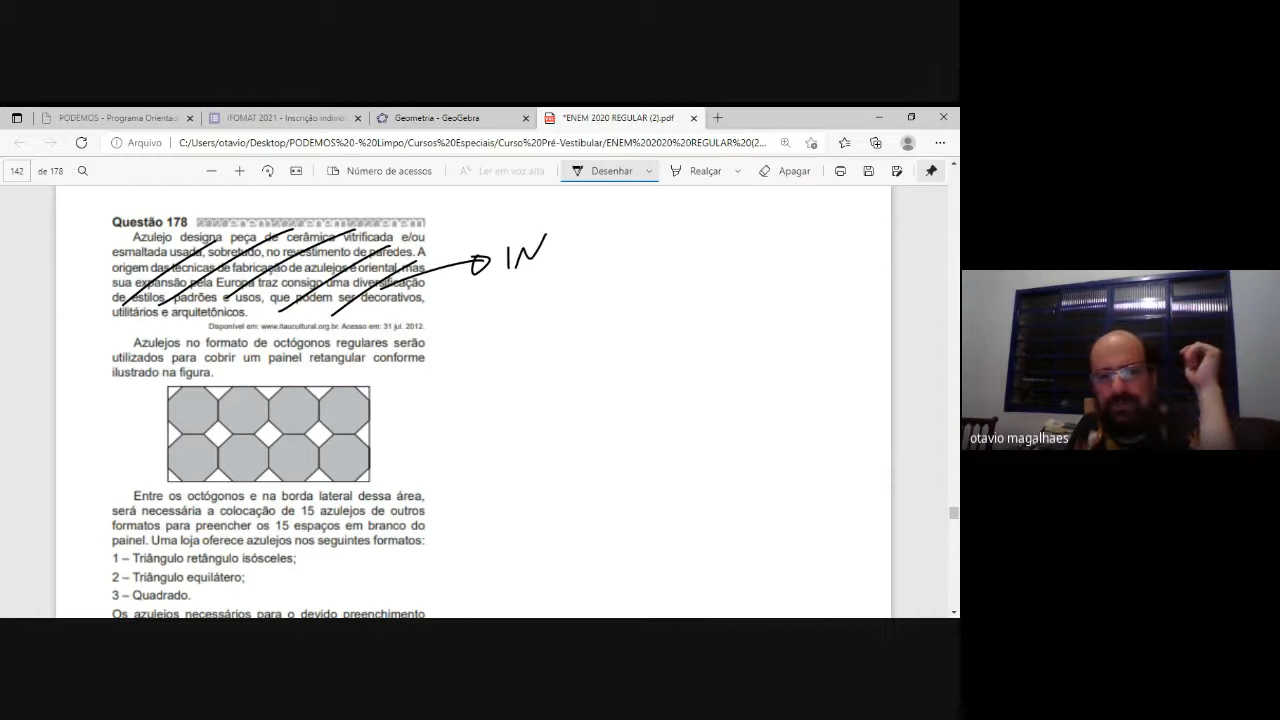 PODEMOS - Programa Orienta
IFOMAT 2021 - Inscrição individ
Geometria - GeoGebra
*ENEM 2020 REGULAR (2).pdf
Arquivo
C:/Users/otavio/Desktop/PODEMOS%20-%20Limpo/Cursos%20Especiais/Curso%20Pré-Vestibular/ENEM%202020%20REGULAR%20(2...
142 de 178
Número de acessos
Ler em voz alta
Desenhar
Realçar
Apagar
Questão 178
Azulejo designa peça de cerâmica vitrificada e/ou
esmaltada usada, sobretudo, no revestimento de paredes. A
origem das técnicas de fabricação de azulejos é oriental, mas
sua expansão pela Europa traz consigo uma diversificação
de estilos, padrões e usos, que podem ser decorativos,
utilitários e arquitetônicos.
IN
Disponível em: www.itaucultural.org.br. Acesso em: 31 jul. 2012.
Azulejos no formato de octógonos regulares serão
utilizados para cobrir um painel retangular conforme
ilustrado na figura.
Entre os octógonos e na borda lateral dessa área,
será necessária a colocação de 15 azulejos de outros
formatos para preencher os 15 espaços em branco do
painel. Uma loja oferece azulejos nos seguintes formatos:
1 – Triângulo retângulo isósceles;
2 – Triângulo equilátero;
3 – Quadrado.
Os azulejos necessários para o devido preenchimento
otavio magalhaes